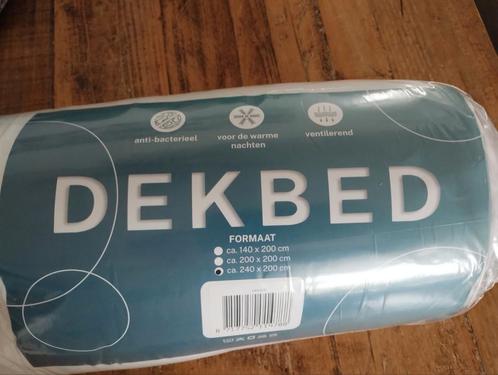 anti-bacterieel
voor de warme
nachten
ventilerend
DEKBED
FORMAAT
ca. 140 x 200 cm
ca. 200 x 200 cm
ca. 240 x 200 cm